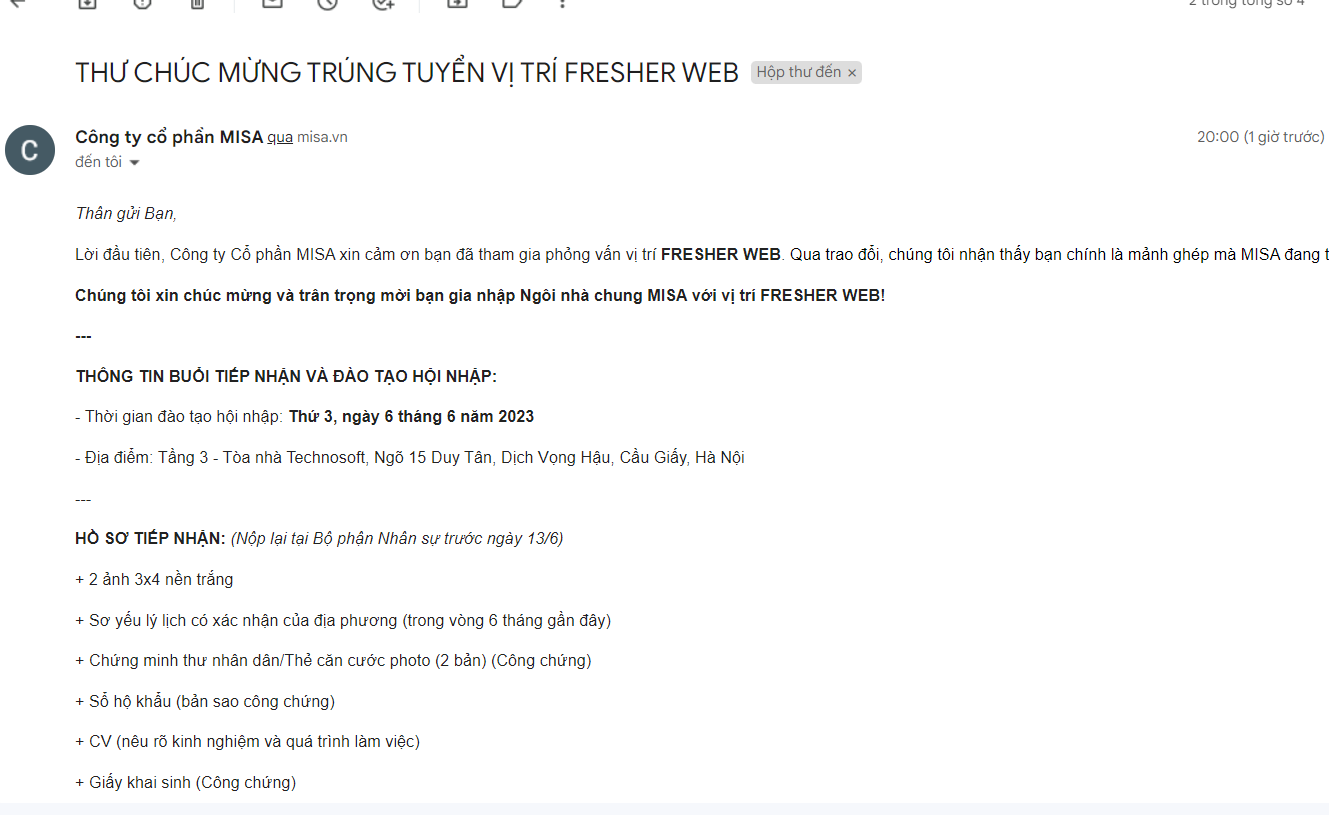 2 trong tổng số 4
THƯ CHÚC MỪNG TRÚNG TUYỂN VỊ TRÍ FRESHER WEB Hộp thư đến ×
C
Công ty cổ phần MISA qua misa.vn 20:00 (1 giờ trước)
đến tôi
Thân gửi Bạn,
Lời đầu tiên, Công ty Cổ phần MISA xin cảm ơn bạn đã tham gia phỏng vấn vị trí FRESHER WEB. Qua trao đổi, chúng tôi nhận thấy bạn chính là mảnh ghép mà MISA đang
Chúng tôi xin chúc mừng và trân trọng mời bạn gia nhập Ngôi nhà chung MISA với vị trí FRESHER WEB!
---
THÔNG TIN BUỔI TIẾP NHẬN VÀ ĐÀO TẠO HỘI NHẬP:
- Thời gian đào tạo hội nhập: Thứ 3, ngày 6 tháng 6 năm 2023
- Địa điểm: Tầng 3 - Tòa nhà Technosoft, Ngõ 15 Duy Tân, Dịch Vọng Hậu, Cầu Giấy, Hà Nội
---
HỒ SƠ TIẾP NHẬN: (Nộp lại tại Bộ phận Nhân sự trước ngày 13/6)
+ 2 ảnh 3x4 nền trắng
+ Sơ yếu lý lịch có xác nhận của địa phương (trong vòng 6 tháng gần đây)
+ Chứng minh thư nhân dân/Thẻ căn cước photo (2 bản) (Công chứng)
+ Sổ hộ khẩu (bản sao công chứng)
+ CV (nêu rõ kinh nghiệm và quá trình làm việc)
+ Giấy khai sinh (Công chứng)